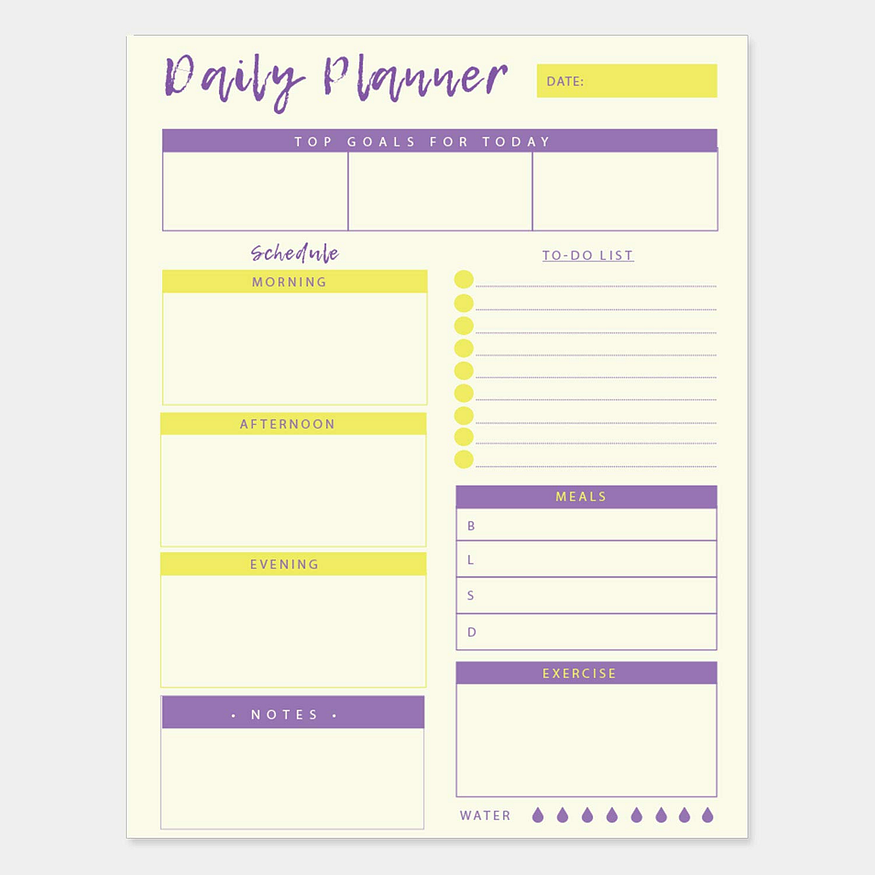 Daily Planner
DATE:
TOP GOALS FOR TODAY
Schedule
MORNING
AFTERNOON
EVENING
• NOTES •
TO-DO LIST
MEALS
B
L
S
D
EXERCISE
WATER